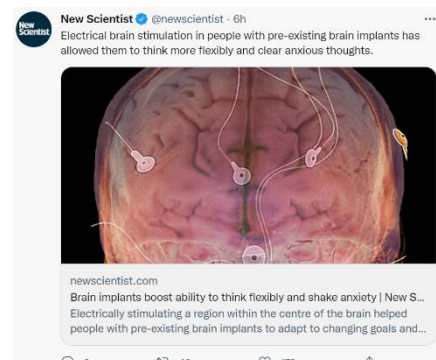 New Scientist @newscientist · 6h
Electrical brain stimulation in people with pre-existing brain implants has
allowed them to think more flexibly and clear anxious thoughts.
New
Scientist
newscientist.com
Brain implants boost ability to think flexibly and shake anxiety | New S...
Electrically stimulating a region within the centre of the brain helped
people with pre-existing brain implants to adapt to changing goals and...